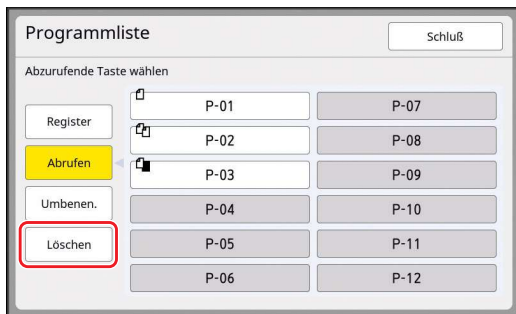 Programmliste
Schluß
Abzurufende Taste wählen
Register
Abrufen
Umbenen.
Löschen
P-01
P-02
P-03
P-04
P-05
P-06
P-07
P-08
P-09
P-10
P-11
P-12